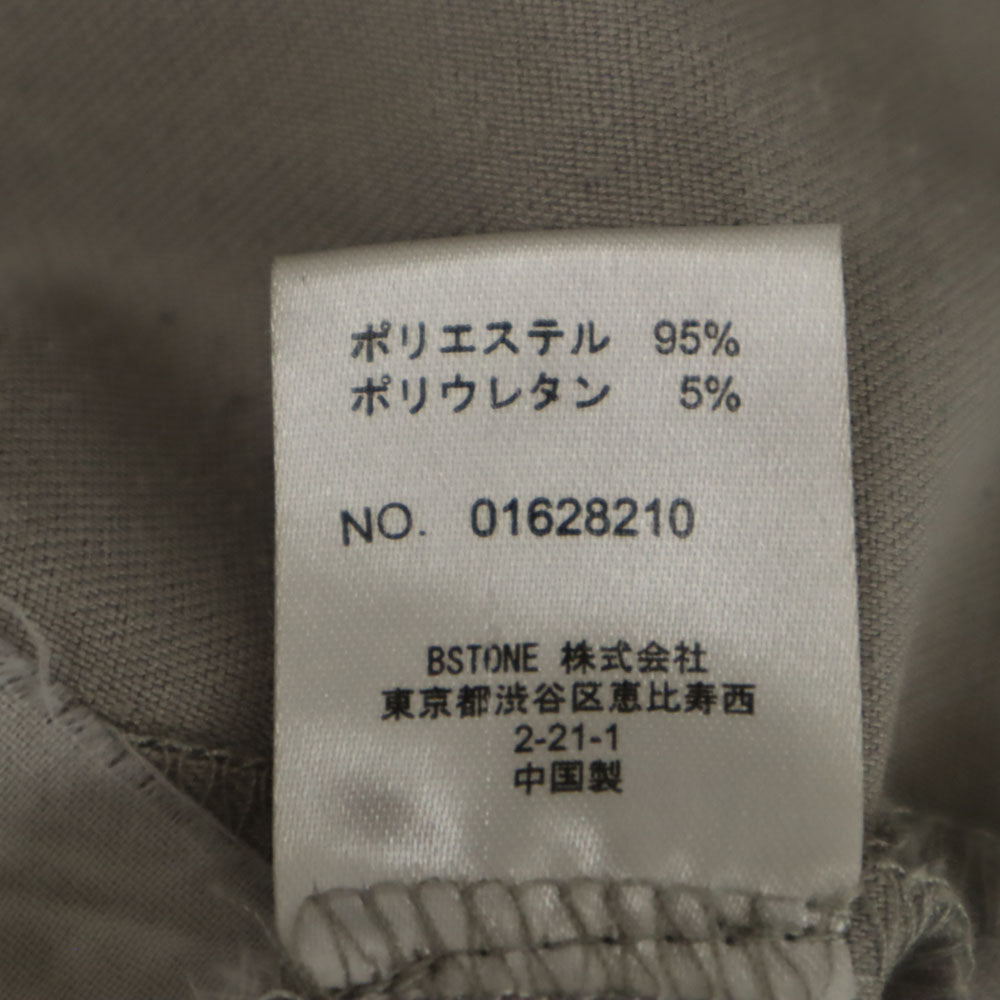 ポリエステル 95%
ポリウレタン 5%
NO. 01628210
BSTONE 株式会社
東京都渋谷区恵比寿西
2-21-1
中国製